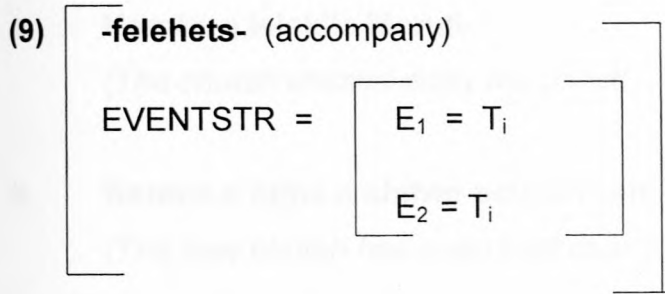 (9) -felehets- (accompany)
EVENTSTR = E₁ = Tᵢ
E₂ = Tᵢ